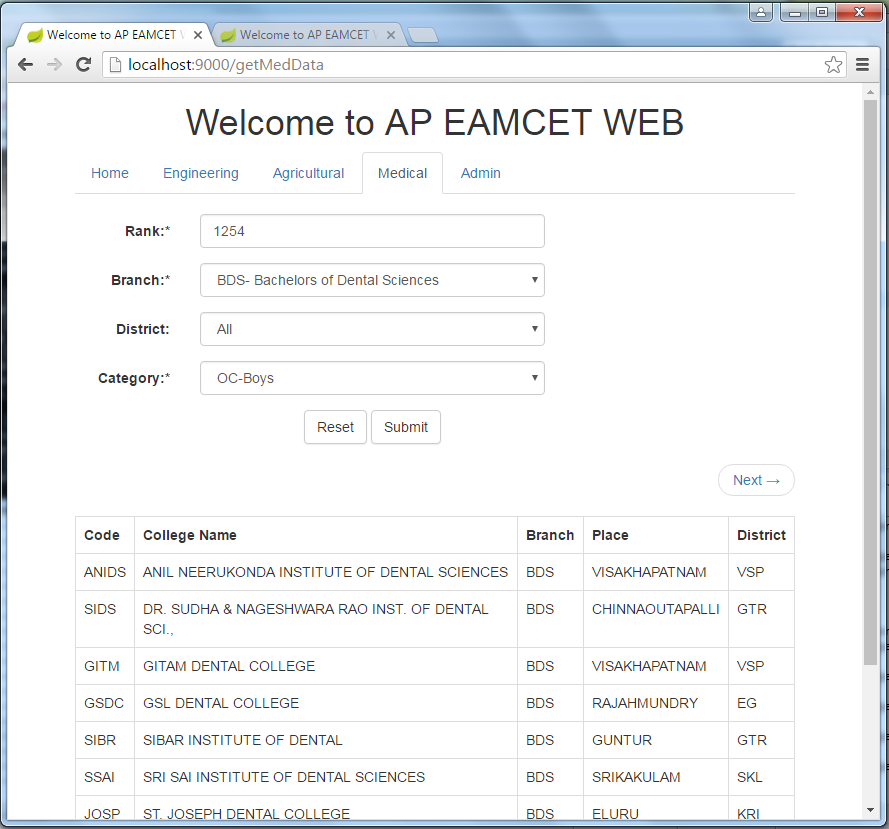 Welcome to AP EAMCET W
Welcome to AP EAMCET W
localhost:9000/getMedData
Welcome to AP EAMCET WEB
Home Engineering Agricultural Medical Admin
Rank:* 1254
Branch:* BDS- Bachelors of Dental Sciences
District: All
Category:* OC-Boys
Reset Submit
Next →
Code College Name Branch Place District
ANIDS ANIL NEERUKONDA INSTITUTE OF DENTAL SCIENCES BDS VISAKHAPATNAM VSP
SIDS DR. SUDHA & NAGESHWARA RAO INST. OF DENTAL BDS CHINNAOUTAPALLI GTR
SCI.,
GITM GITAM DENTAL COLLEGE BDS VISAKHAPATNAM VSP
GSDC GSL DENTAL COLLEGE BDS RAJAHMUNDRY EG
SIBR SIBAR INSTITUTE OF DENTAL BDS GUNTUR GTR
SSAI SRI SAI INSTITUTE OF DENTAL SCIENCES BDS SRIKAKULAM SKL
JOSP ST. JOSEPH DENTAL COLLEGE BDS ELURU KRI